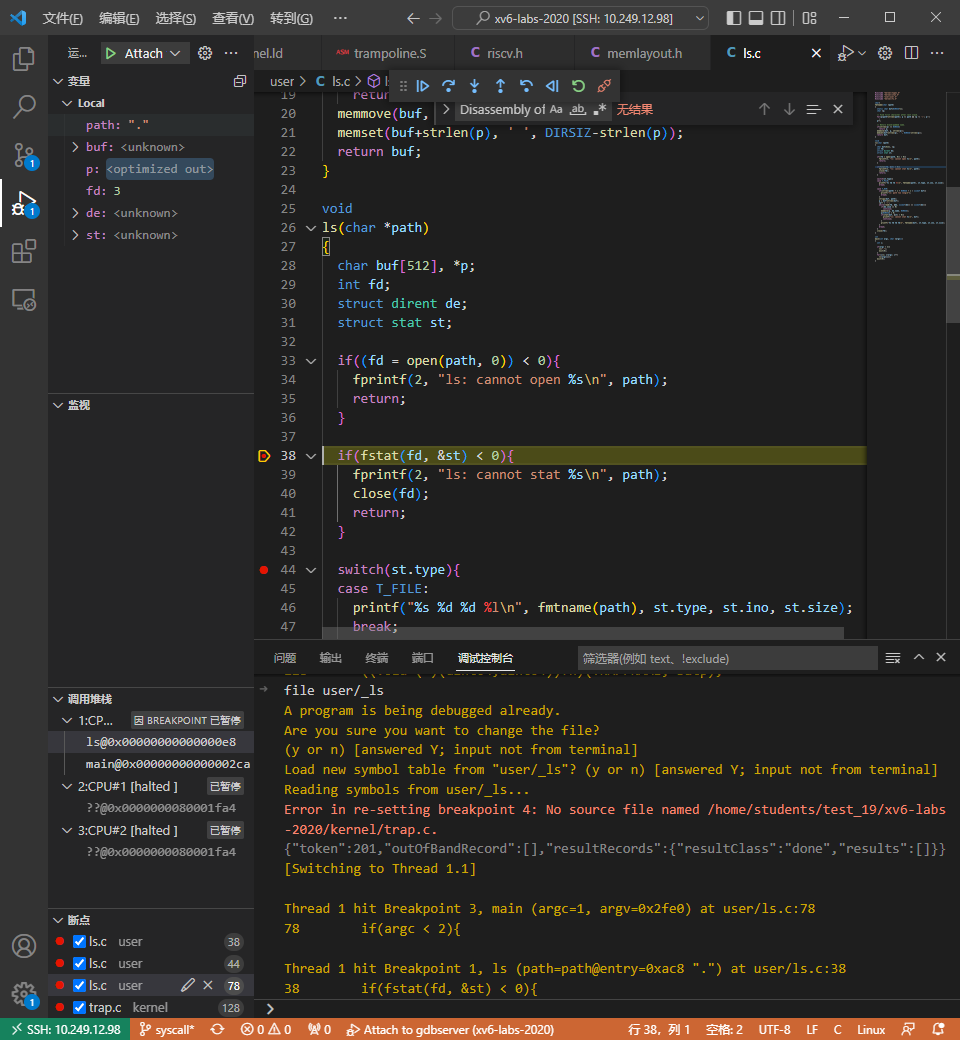 文件(F) 编辑(E) 选择(S) 查看(V) 转到(G) ··· xv6-labs-2020 [SSH: 10.249.12.98]
运... Attach ···
nel.ld ASM trampoline.S C riscv.h C memlayout.h C ls.c
user > C ls.c >
Disassembly of Aa ab 无结果
变量
Local
path: "."
buf: <unknown>
p: <optimized out>
fd: 3
de: <unknown>
st: <unknown>
监视
调用堆栈
1:CP... 因 BREAKPOINT 已暂停
ls@0x00000000000000e8
main@0x00000000000002ca
2:CPU#1 [halted ] 已暂停
??@0x0000000080001fa4
3:CPU#2 [halted ] 已暂停
??@0x0000000080001fa4
断点
ls.c user 38
ls.c user 44
ls.c user 78
trap.c kernel 128
19 retur
20 memmove(buf,
21 memset(buf+strlen(p), ' ', DIRSIZ-strlen(p));
22 return buf;
23 }
24
25 void
26 ls(char *path)
27 {
28 char buf[512], *p;
29 int fd;
30 struct dirent de;
31 struct stat st;
32
33 if((fd = open(path, 0)) < 0){
34 fprintf(2, "ls: cannot open %s\n", path);
35 return;
36 }
37
38 if(fstat(fd, &st) < 0){
39 fprintf(2, "ls: cannot stat %s\n", path);
40 close(fd);
41 return;
42 }
43
44 switch(st.type){
45 case T_FILE:
46 printf("%s %d %d %l\n", fmtname(path), st.type, st.ino, st.size);
47 break;
问题 输出 终端 端口 调试控制台 筛选器(例如 text、!exclude)
file user/_ls
A program is being debugged already.
Are you sure you want to change the file?
(y or n) [answered Y; input not from terminal]
Load new symbol table from "user/_ls"? (y or n) [answered Y; input not from terminal]
Reading symbols from user/_ls...
Error in re-setting breakpoint 4: No source file named /home/students/test_19/xv6-labs
-2020/kernel/trap.c.
{"token":201,"outOfBandRecord":[],"resultRecords":{"resultClass":"done","results":[]}}
[Switching to Thread 1.1]
Thread 1 hit Breakpoint 3, main (argc=1, argv=0x2fe0) at user/ls.c:78
78 if(argc < 2){
Thread 1 hit Breakpoint 1, ls (path=path@entry=0xac8 ".") at user/ls.c:38
38 if(fstat(fd, &st) < 0){
1
1
1
SSH: 10.249.12.98 syscall* 0 0 0 Attach to gdbserver (xv6-labs-2020) 行 38，列 1 空格: 2 UTF-8 LF C Linux